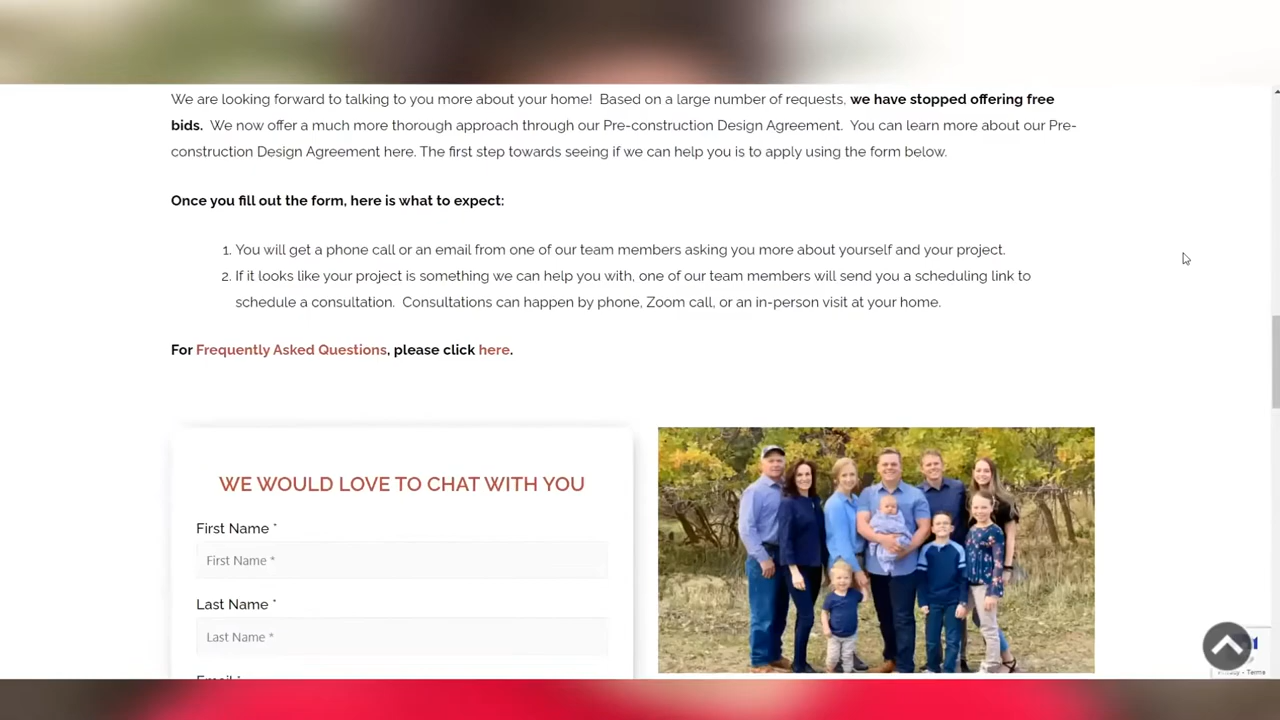 We are looking forward to talking to you more about your home! Based on a large number of requests, we have stopped offering free
bids. We now offer a much more thorough approach through our Pre-construction Design Agreement. You can learn more about our Pre-
construction Design Agreement here. The first step towards seeing if we can help you is to apply using the form below.
Once you fill out the form, here is what to expect:
1. You will get a phone call or an email from one of our team members asking you more about yourself and your project.
2. If it looks like your project is something we can help you with, one of our team members will send you a scheduling link to
schedule a consultation. Consultations can happen by phone, Zoom call, or an in-person visit at your home.
For Frequently Asked Questions, please click here.
WE WOULD LOVE TO CHAT WITH YOU
First Name *
First Name *
Last Name *
Last Name *